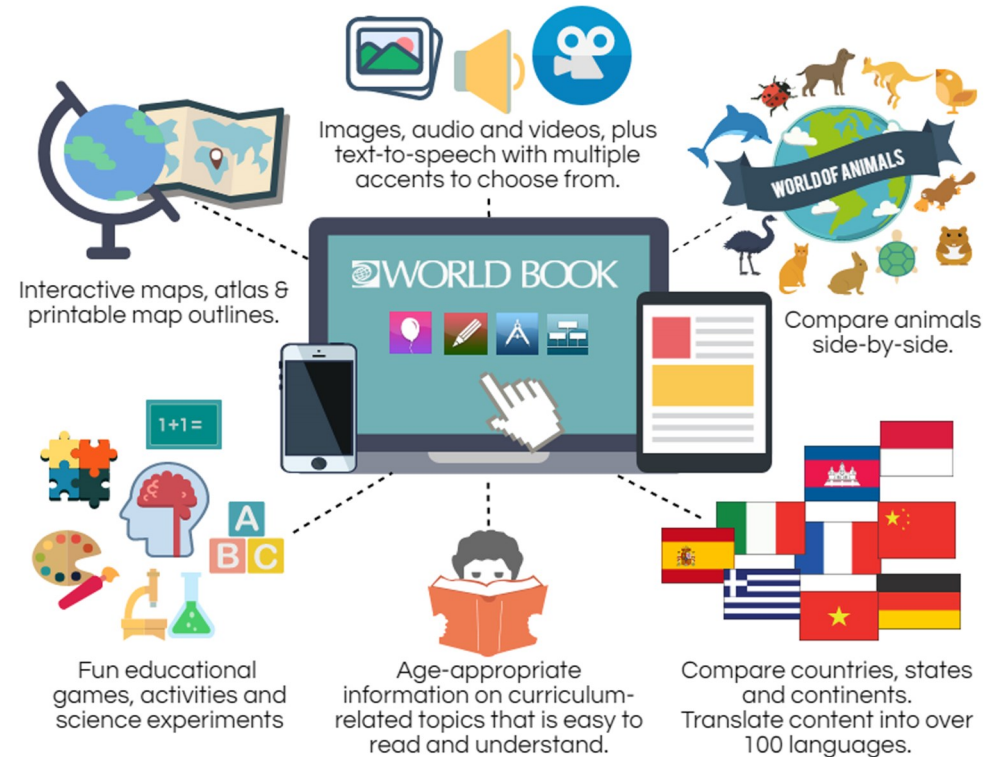 Images, audio and videos, plus
text-to-speech with multiple
accents to choose from.
WORLD OF ANIMALS
Interactive maps, atlas &
printable map outlines.
WORLD BOOK
Compare animals
side-by-side.
1+1=
A
B C
Fun educational
games, activities and
science experiments
Age-appropriate
information on curriculum-
related topics that is easy to
read and understand.
Compare countries, states
and continents.
Translate content into over
100 languages.